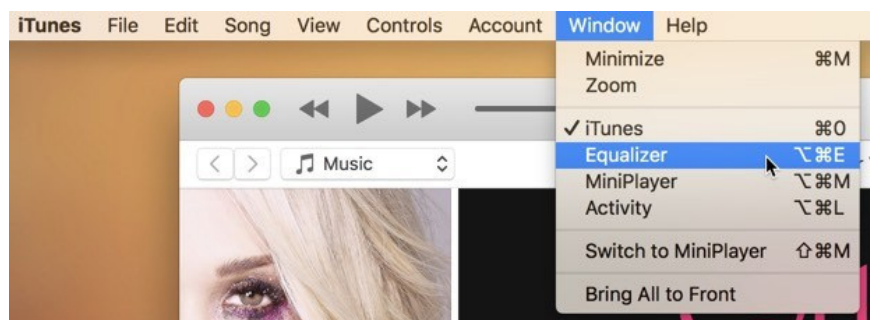 iTunes File Edit Song View Controls Account Window Help
Minimize ⌘M
Zoom
✓ iTunes ⌘0
Equalizer ⌥⌘E
Music
MiniPlayer ⌥⌘M
Activity ⌥⌘L
Switch to MiniPlayer ⇧⌘M
Bring All to Front